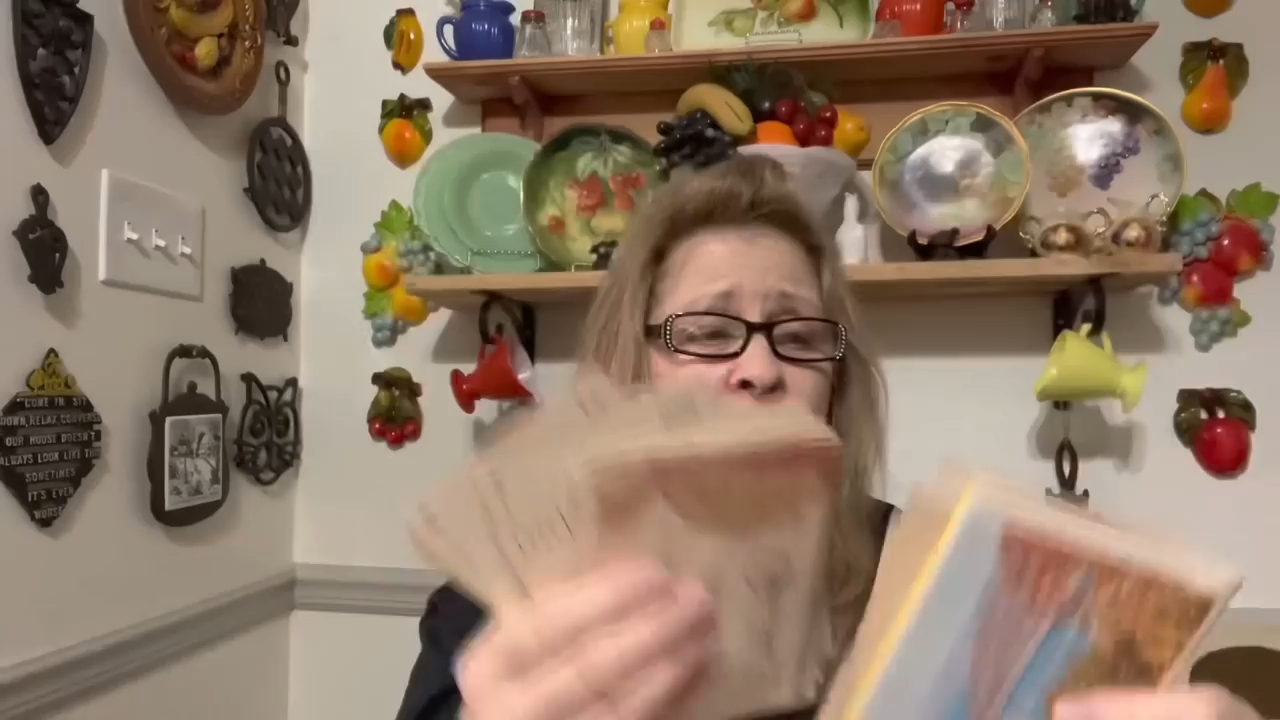 COME IN SIT
DOWN, RELAX, CONVERSE
OUR HOUSE DOESN'T
ALWAYS LOOK LIKE THIS
SOMETIMES
IT'S EVEN
WORSE